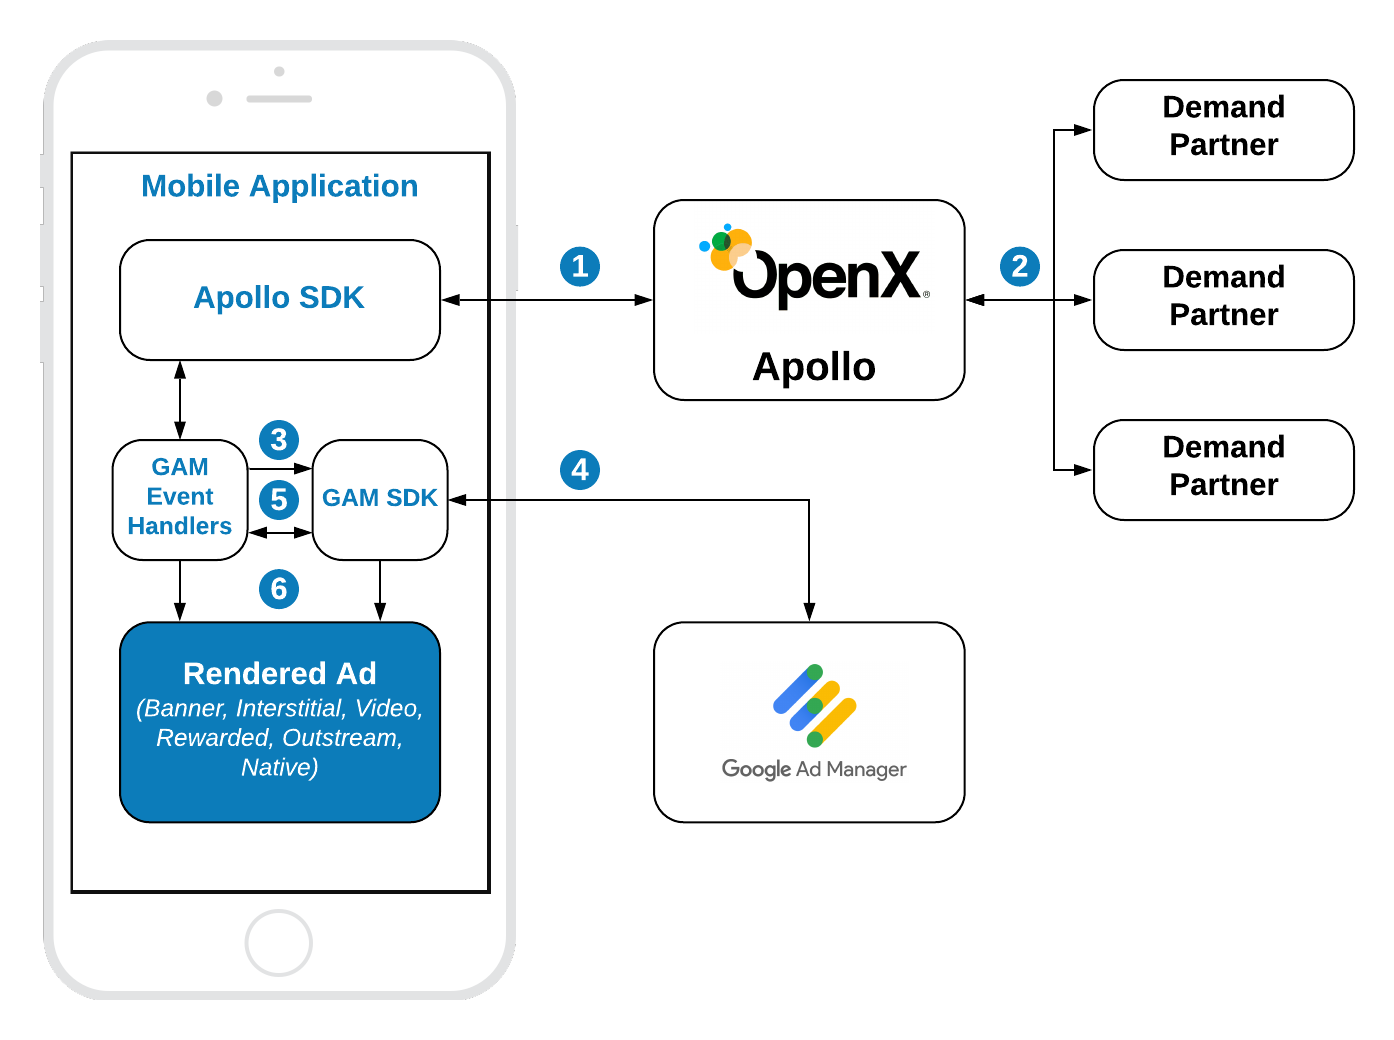 Mobile Application
Apollo SDK
1
OpenX®
Apollo
2
Demand
Partner
Demand
Partner
Demand
Partner
GAM
Event
Handlers
3
5
GAM SDK
4
6
Rendered Ad
(Banner, Interstitial, Video,
Rewarded, Outstream,
Native)
Google Ad Manager